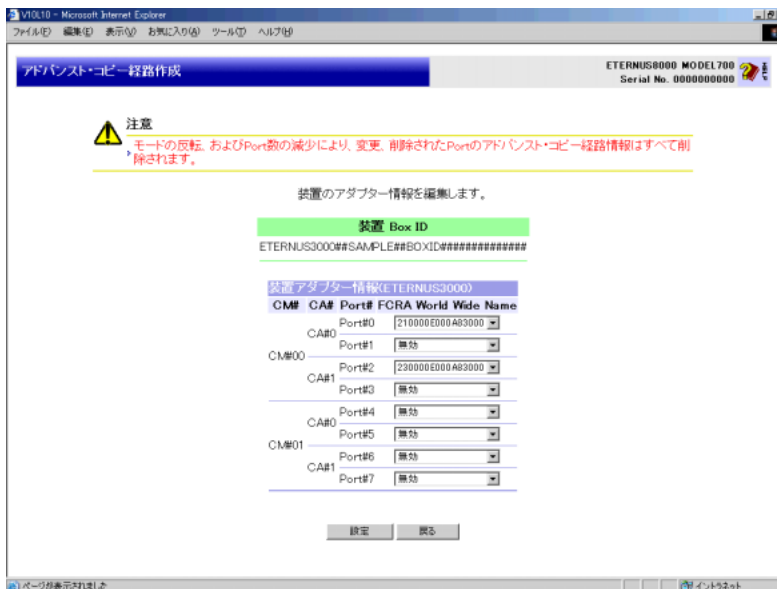 V10L10 - Microsoft Internet Explorer
ファイル(F) 編集(E) 表示(V) お気に入り(A) ツール(T) ヘルプ(H)
アドバンスト・コピー経路作成
ETERNUS8000 MODEL700
Serial No. 0000000000
注意
モードの反転、およびPort数の減少により、変更、削除されたPortのアドバンスト・コピー経路情報はすべて削
除されます。
装置のアダプター情報を編集します。
装置 Box ID
ETERNUS3000##SAMPLE##BOXID##############
装置アダプター情報(ETERNUS3000)
CM# CA# Port# FCRA World Wide Name
CM#00 CA#0 Port#0 210000E000A83000
Port#1 無効
CA#1 Port#2 230000E000A83000
Port#3 無効
CM#01 CA#0 Port#4 無効
Port#5 無効
CA#1 Port#6 無効
Port#7 無効
設定 戻る
ページが表示されました イントラネット